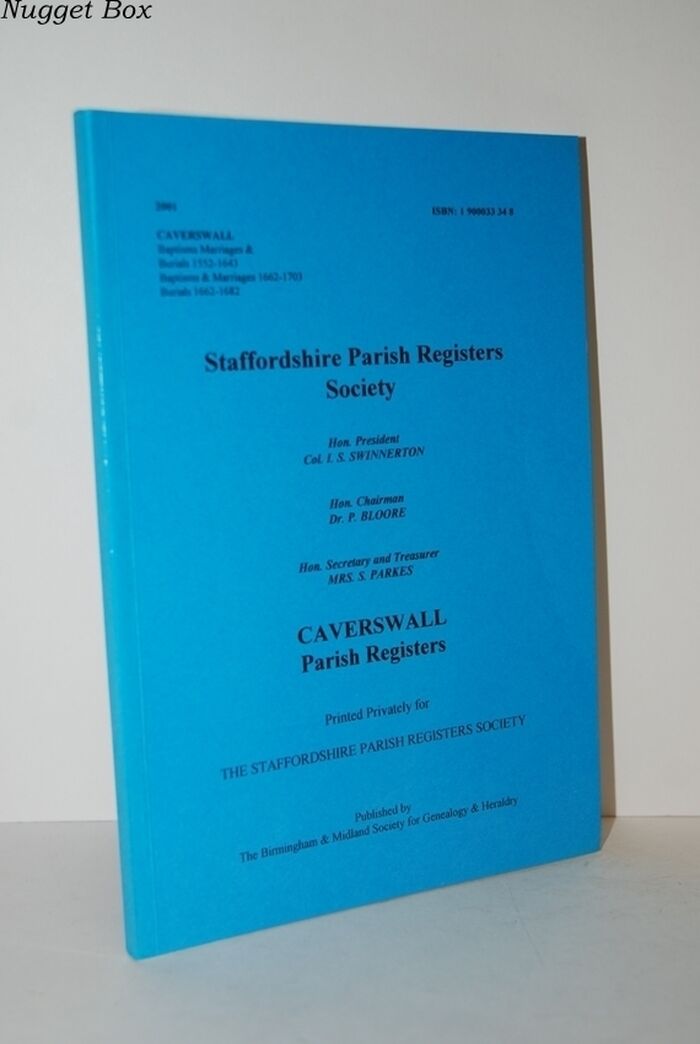 Nugget Box
2001
ISBN: 1 900033 34 8
CAVERSWALL
Baptisms Marriages &
Burials 1552-1643
Baptisms & Marriages 1662-1703
Burials 1662-1682
Staffordshire Parish Registers
Society
Hon. President
Col. I. S. SWINNERTON
Hon. Chairman
Dr. P. BLOORE
Hon. Secretary and Treasurer
MRS. S. PARKES
CAVERSWALL
Parish Registers
Printed Privately for
THE STAFFORDSHIRE PARISH REGISTERS SOCIETY
Published by
The Birmingham & Midland Society for Genealogy & Heraldry